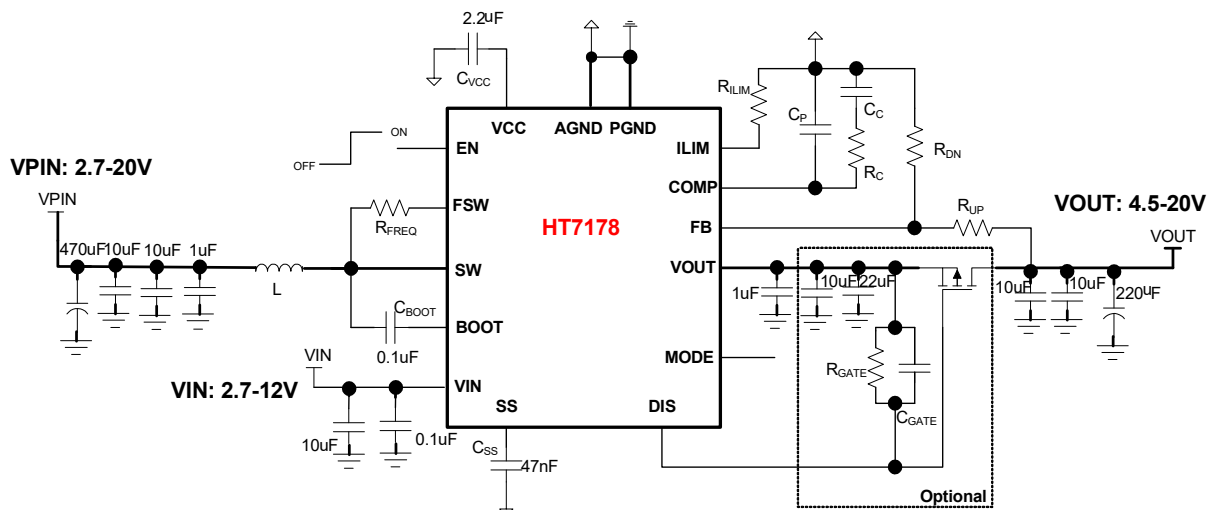 2.2uF
CVCC
VCC
AGND
PGND
ON
OFF
EN
VPIN: 2.7-20V
VPIN
FSW
RFREQ
HT7178
470uF
10uF
10uF
1uF
L
SW
CBOOT
BOOT
0.1uF
VIN
VIN: 2.7-12V
VIN
10uF
0.1uF
SS
CSS
47nF
DIS
RILIM
ILIM
CP
CC
RC
RDN
COMP
FB
RUP
VOUT: 4.5-20V
VOUT
VOUT
1uF
10uF
22uF
10uF
10uF
220uF
MODE
RGATE
CGATE
Optional